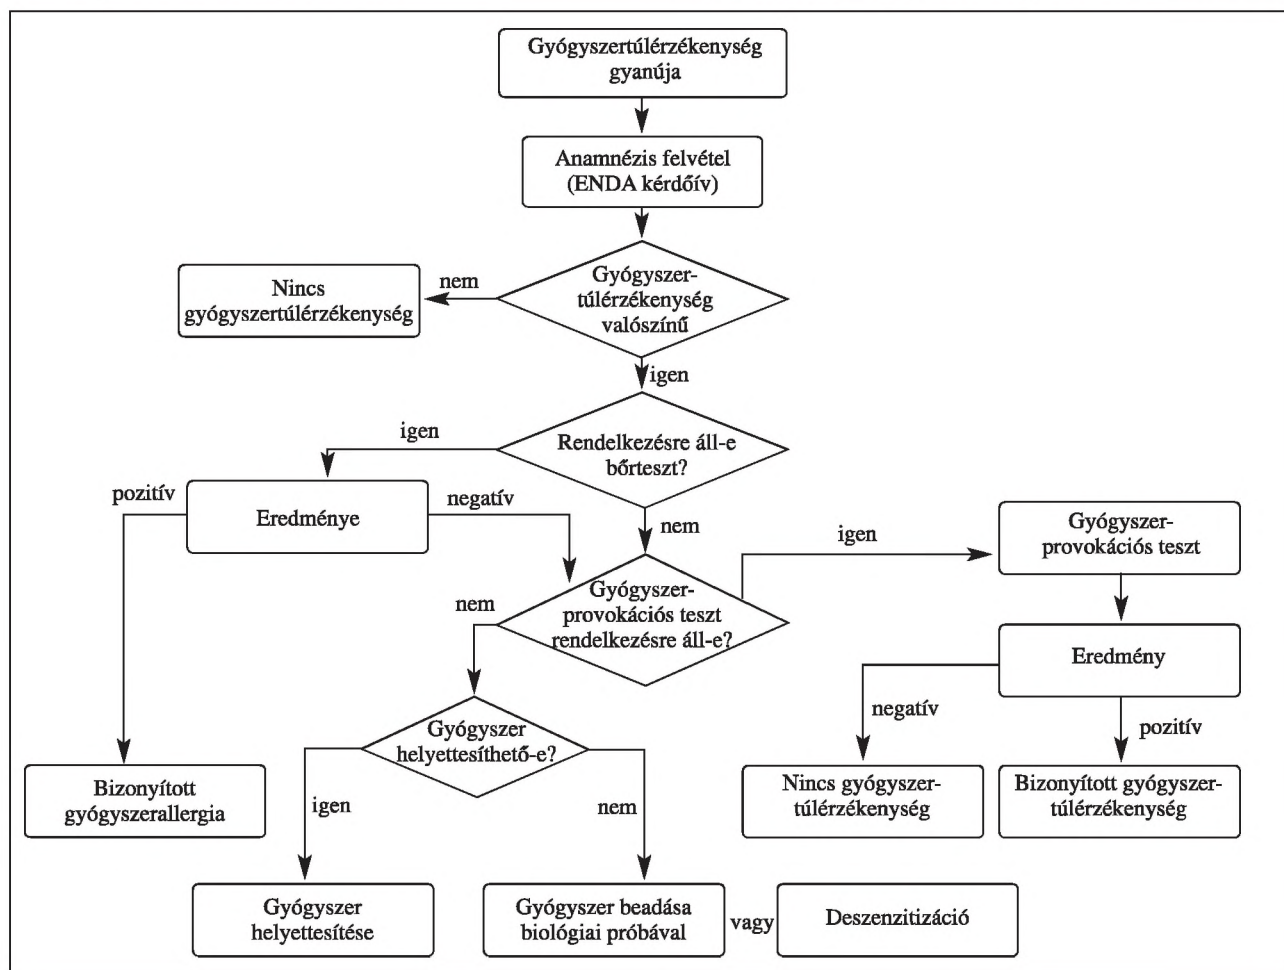 Gyógyszertúlérzékenység
gyanúja
Anamnézis felvétel
(ENDA kérdőív)
Gyógyszer-
túlérzékenység
valószínű
nem
Nincs
gyógyszertúlérzékenység
igen
Rendelkezésre áll-e
bőrteszt?
igen
Eredménye
pozitív
negatív
nem
Gyógyszer-
provokációs teszt
rendelkezésre áll-e?
igen
Gyógyszer-
provokációs teszt
Eredmény
negatív
pozitív
Nincs gyógyszer-
túlérzékenység
Bizonyított gyógyszer-
túlérzékenység
nem
Gyógyszer
helyettesíthető-e?
Bizonyított
gyógyszerallergia
igen
nem
Gyógyszer
helyettesítése
Gyógyszer beadása
biológiai próbával
vagy
Deszenzitizáció